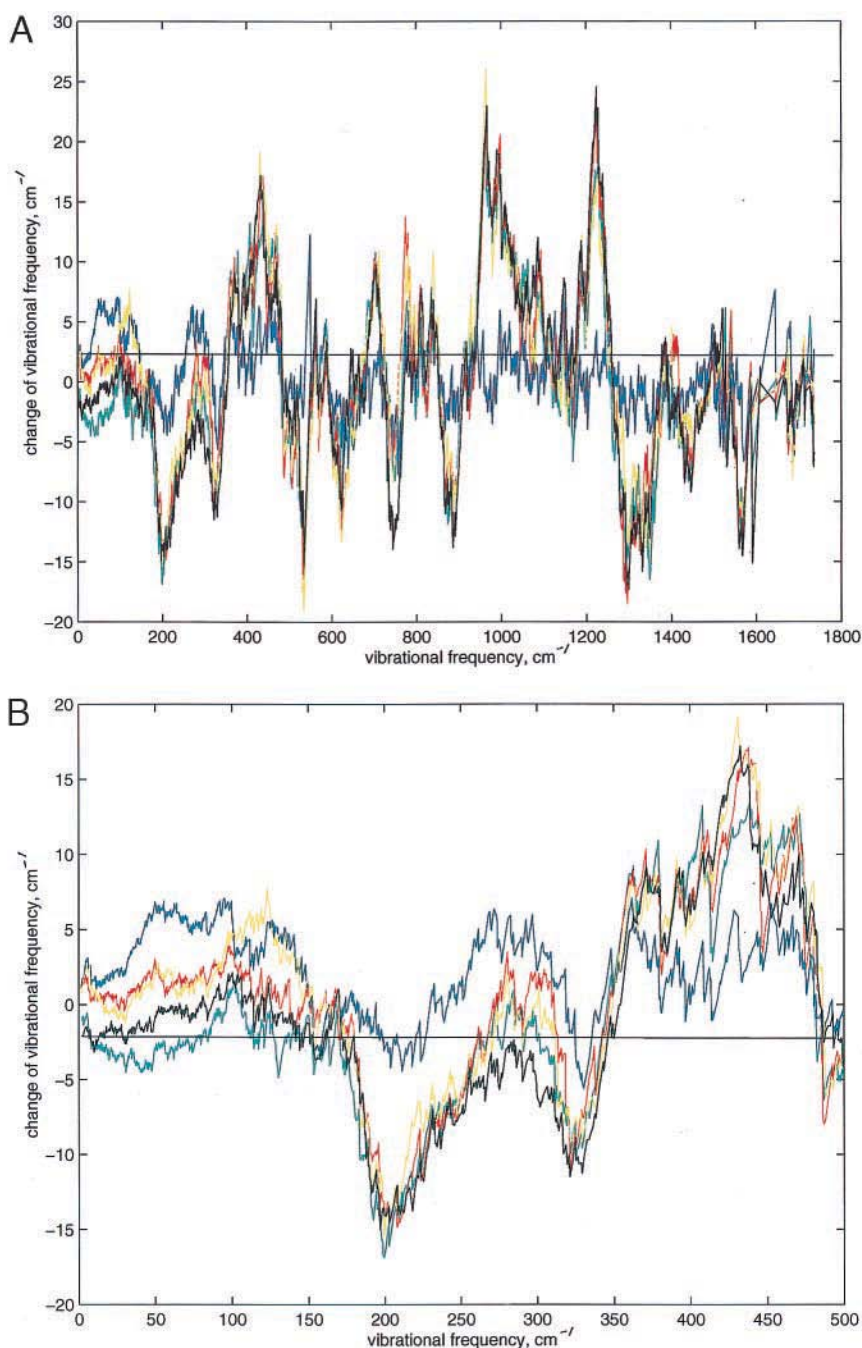 A
30
25
20
15
10
5
0
−5
−10
−15
−20
change of vibrational frequency, cm⁻¹
0 200 400 600 800 1000 1200 1400 1600 1800
vibrational frequency, cm⁻¹
B
20
15
10
5
0
−5
−10
−15
−20
change of vibrational frequency, cm⁻¹
0 50 100 150 200 250 300 350 400 450 500
vibrational frequency, cm⁻¹